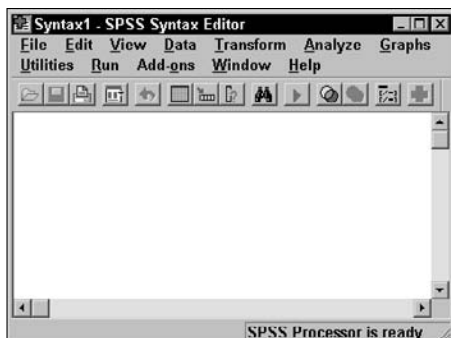 Syntax1 - SPSS Syntax Editor
File Edit View Data Transform Analyze Graphs
Utilities Run Add-ons Window Help
SPSS Processor is ready